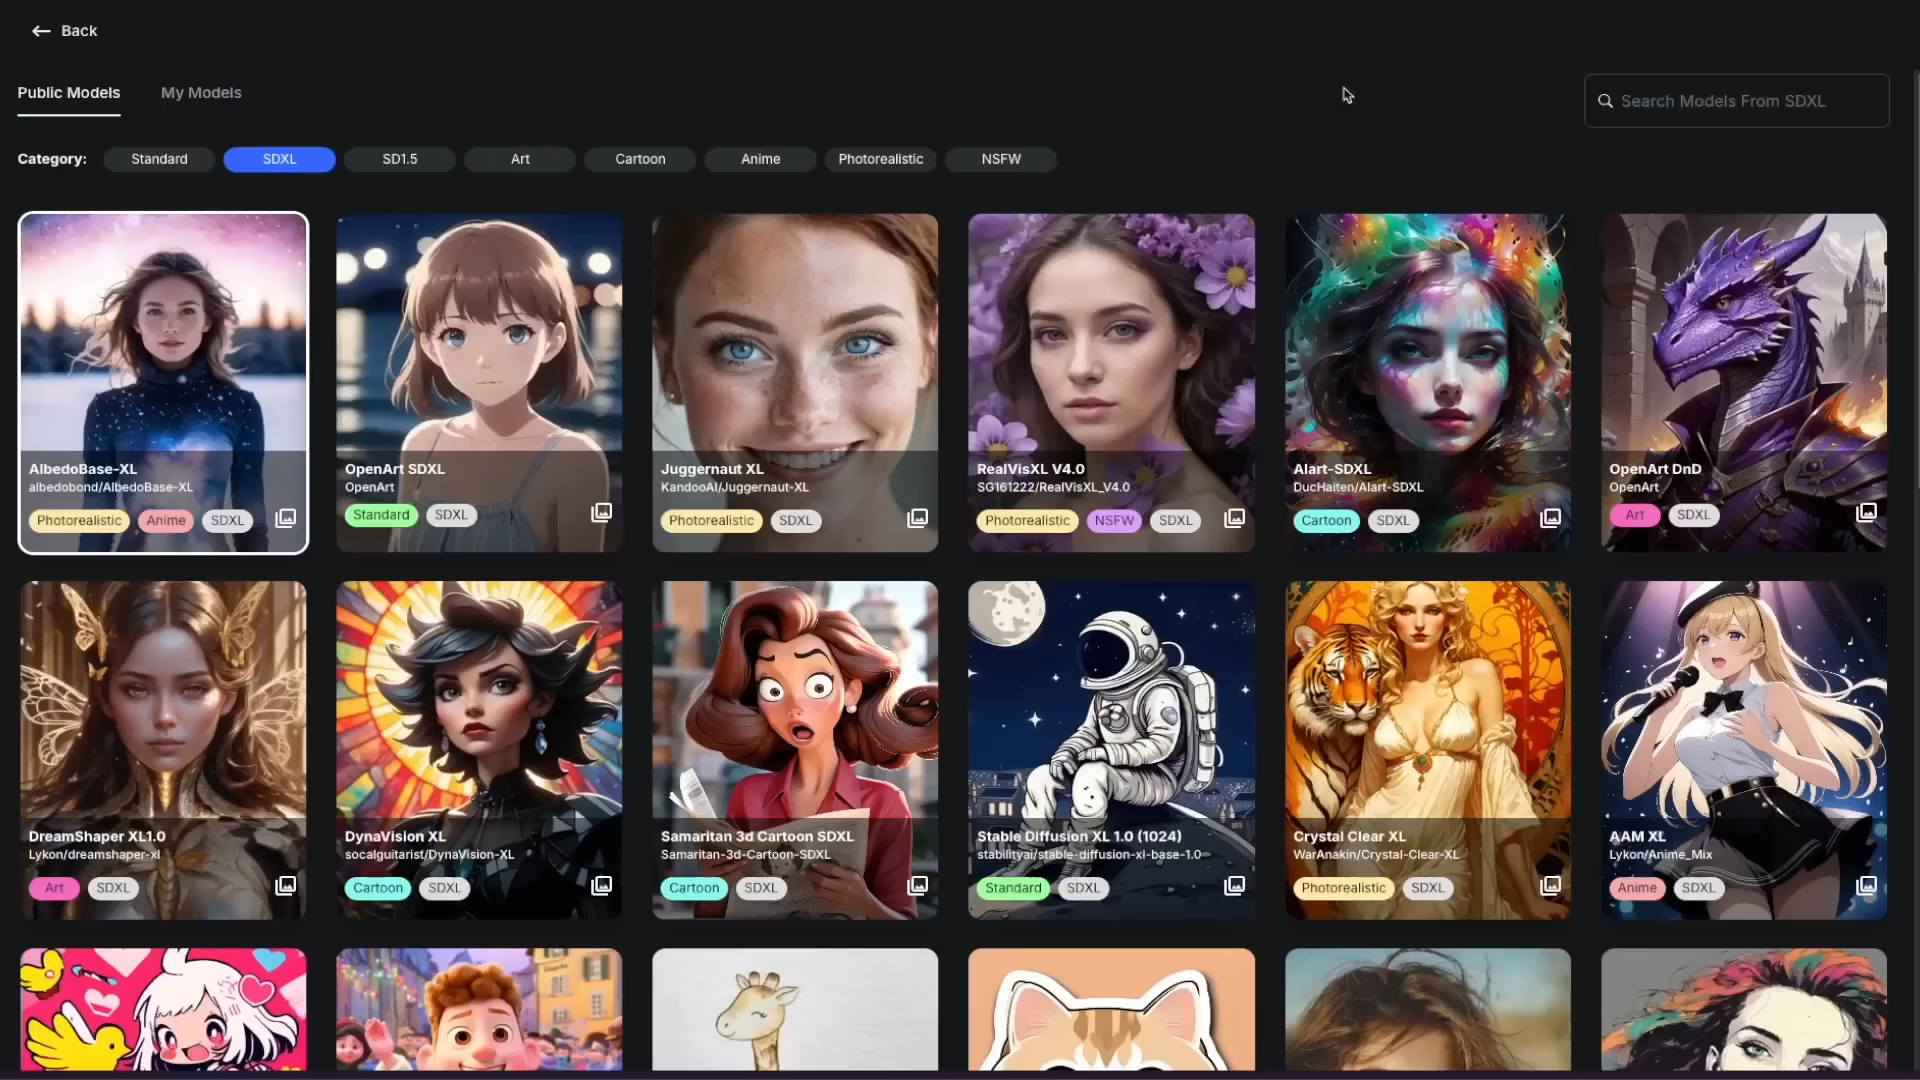 Back
Public Models
My Models
Search Models From SDXL
Category:
Standard
SDXL
SD1.5
Art
Cartoon
Anime
Photorealistic
NSFW
AlbedoBase-XL
albedobond/AlbedoBase-XL
Photorealistic
Anime
SDXL
OpenArt SDXL
OpenArt
Standard
SDXL
Juggernaut XL
KandooAI/Juggernaut-XL
Photorealistic
SDXL
RealVisXL V4.0
SG161222/RealVisXL_V4.0
Photorealistic
NSFW
SDXL
AIart-SDXL
DucHaiten/AIart-SDXL
Cartoon
SDXL
OpenArt DnD
OpenArt
Art
SDXL
DreamShaper XL1.0
Lykon/dreamshaper-xl
Art
SDXL
DynaVision XL
socalguitarist/DynaVision-XL
Cartoon
SDXL
Samaritan 3d Cartoon SDXL
Samaritan-3d-Cartoon-SDXL
Cartoon
SDXL
Stable Diffusion XL 1.0 (1024)
stabilityai/stable-diffusion-xl-base-1.0
Standard
SDXL
Crystal Clear XL
WarAnakin/Crystal-Clear-XL
Photorealistic
SDXL
AAM XL
Lykon/Anime_Mix
Anime
SDXL